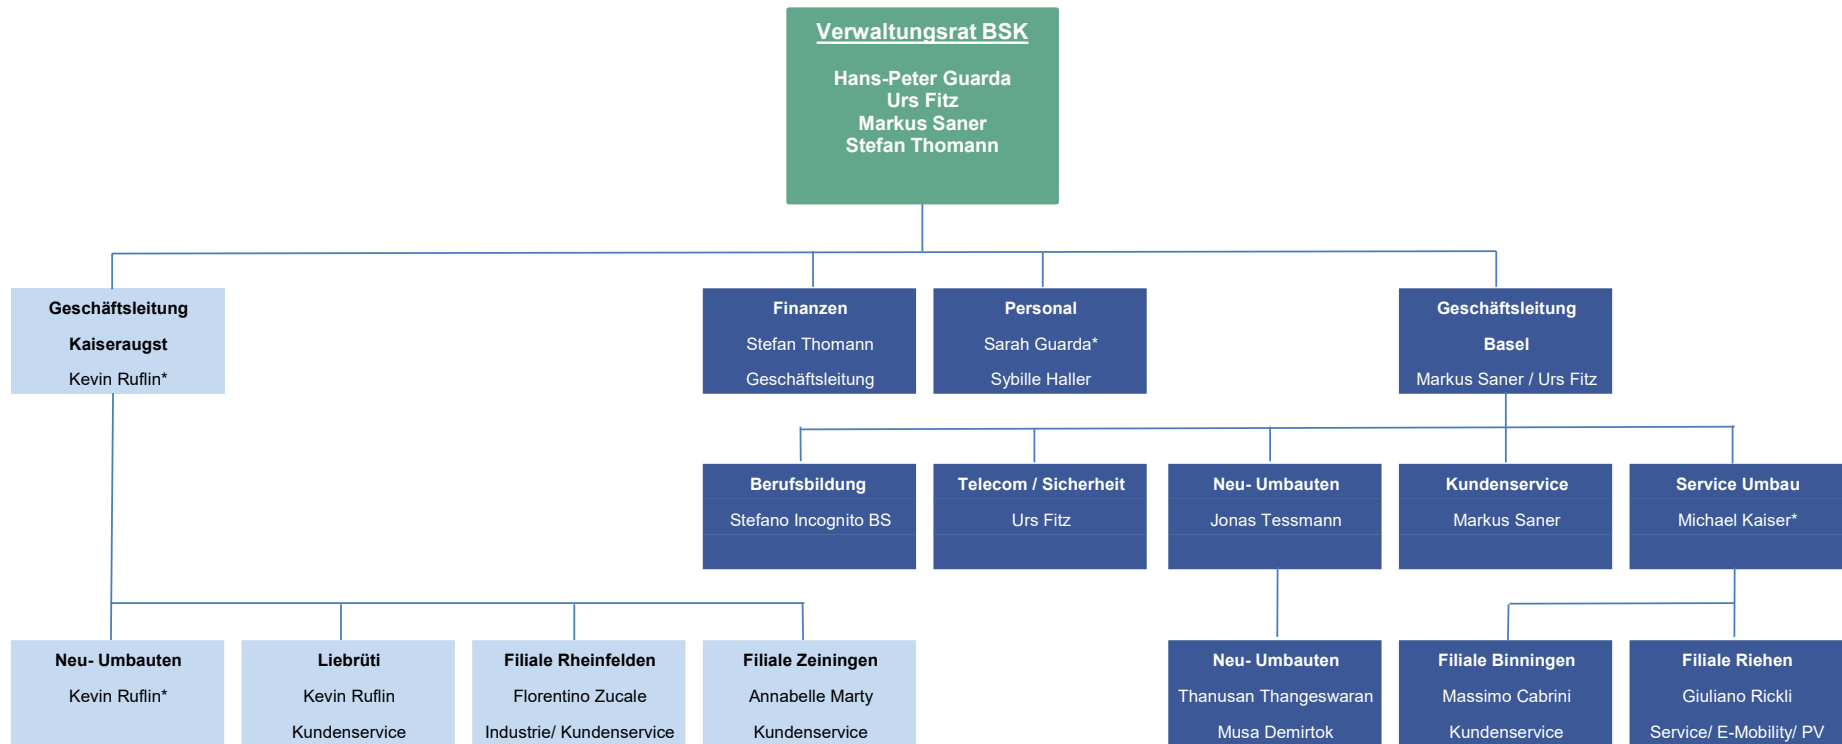 Verwaltungsrat BSK
Hans-Peter Guarda
Urs Fitz
Markus Saner
Stefan Thomann
Geschäftsleitung
Kaiseraugst
Kevin Ruflin*
Finanzen
Stefan Thomann
Geschäftsleitung
Personal
Sarah Guarda*
Sybille Haller
Geschäftsleitung
Basel
Markus Saner / Urs Fitz
Berufsbildung
Stefano Incognito BS
Telecom / Sicherheit
Urs Fitz
Neu- Umbauten
Jonas Tessmann
Kundenservice
Markus Saner
Service Umbau
Michael Kaiser*
Neu- Umbauten
Kevin Ruflin*
Liebrüti
Kevin Ruflin
Kundenservice
Filiale Rheinfelden
Florentino Zucale
Industrie/ Kundenservice
Filiale Zeiningen
Annabelle Marty
Kundenservice
Neu- Umbauten
Thanusan Thangeswaran
Musa Demirtok
Filiale Binningen
Massimo Cabrini
Kundenservice
Filiale Riehen
Giuliano Rickli
Service/ E-Mobility/ PV